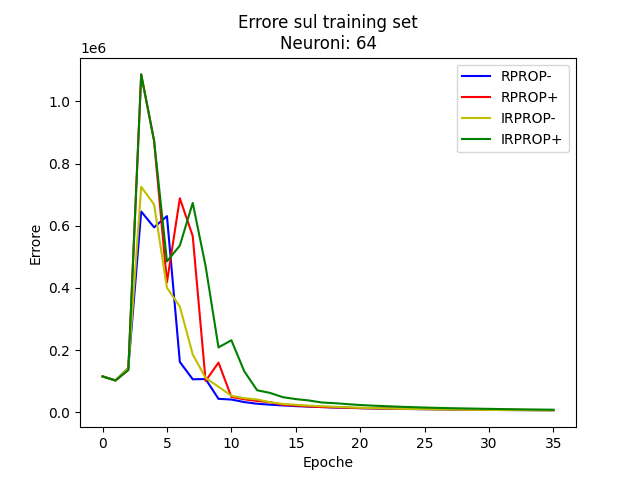 Errore sul training set
Neuroni: 64
1e6
RPROP-
RPROP+
IRPROP-
IRPROP+
1.0
0.8
0.6
0.4
0.2
0.0
Errore
0 5 10 15 20 25 30 35
Epoche